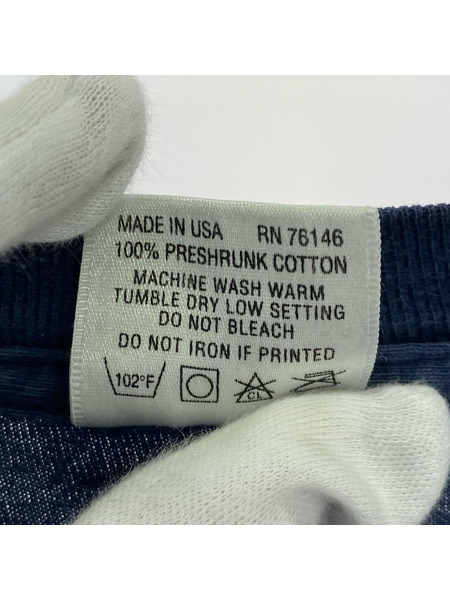 MADE IN USA RN 76146
100% PRESHRUNK COTTON
MACHINE WASH WARM
TUMBLE DRY LOW SETTING
DO NOT BLEACH
DO NOT IRON IF PRINTED
102°F CL